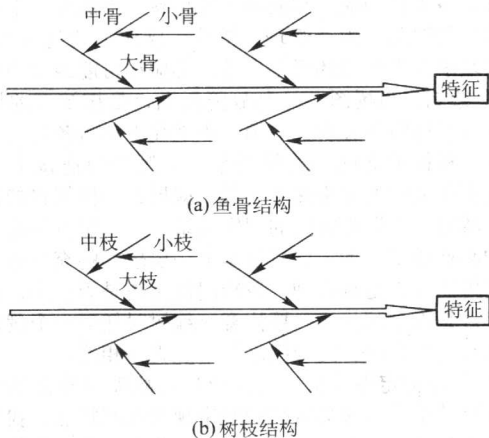 中骨 小骨
大骨
特征
(a)鱼骨结构
中枝 小枝
大枝
特征
(b)树枝结构